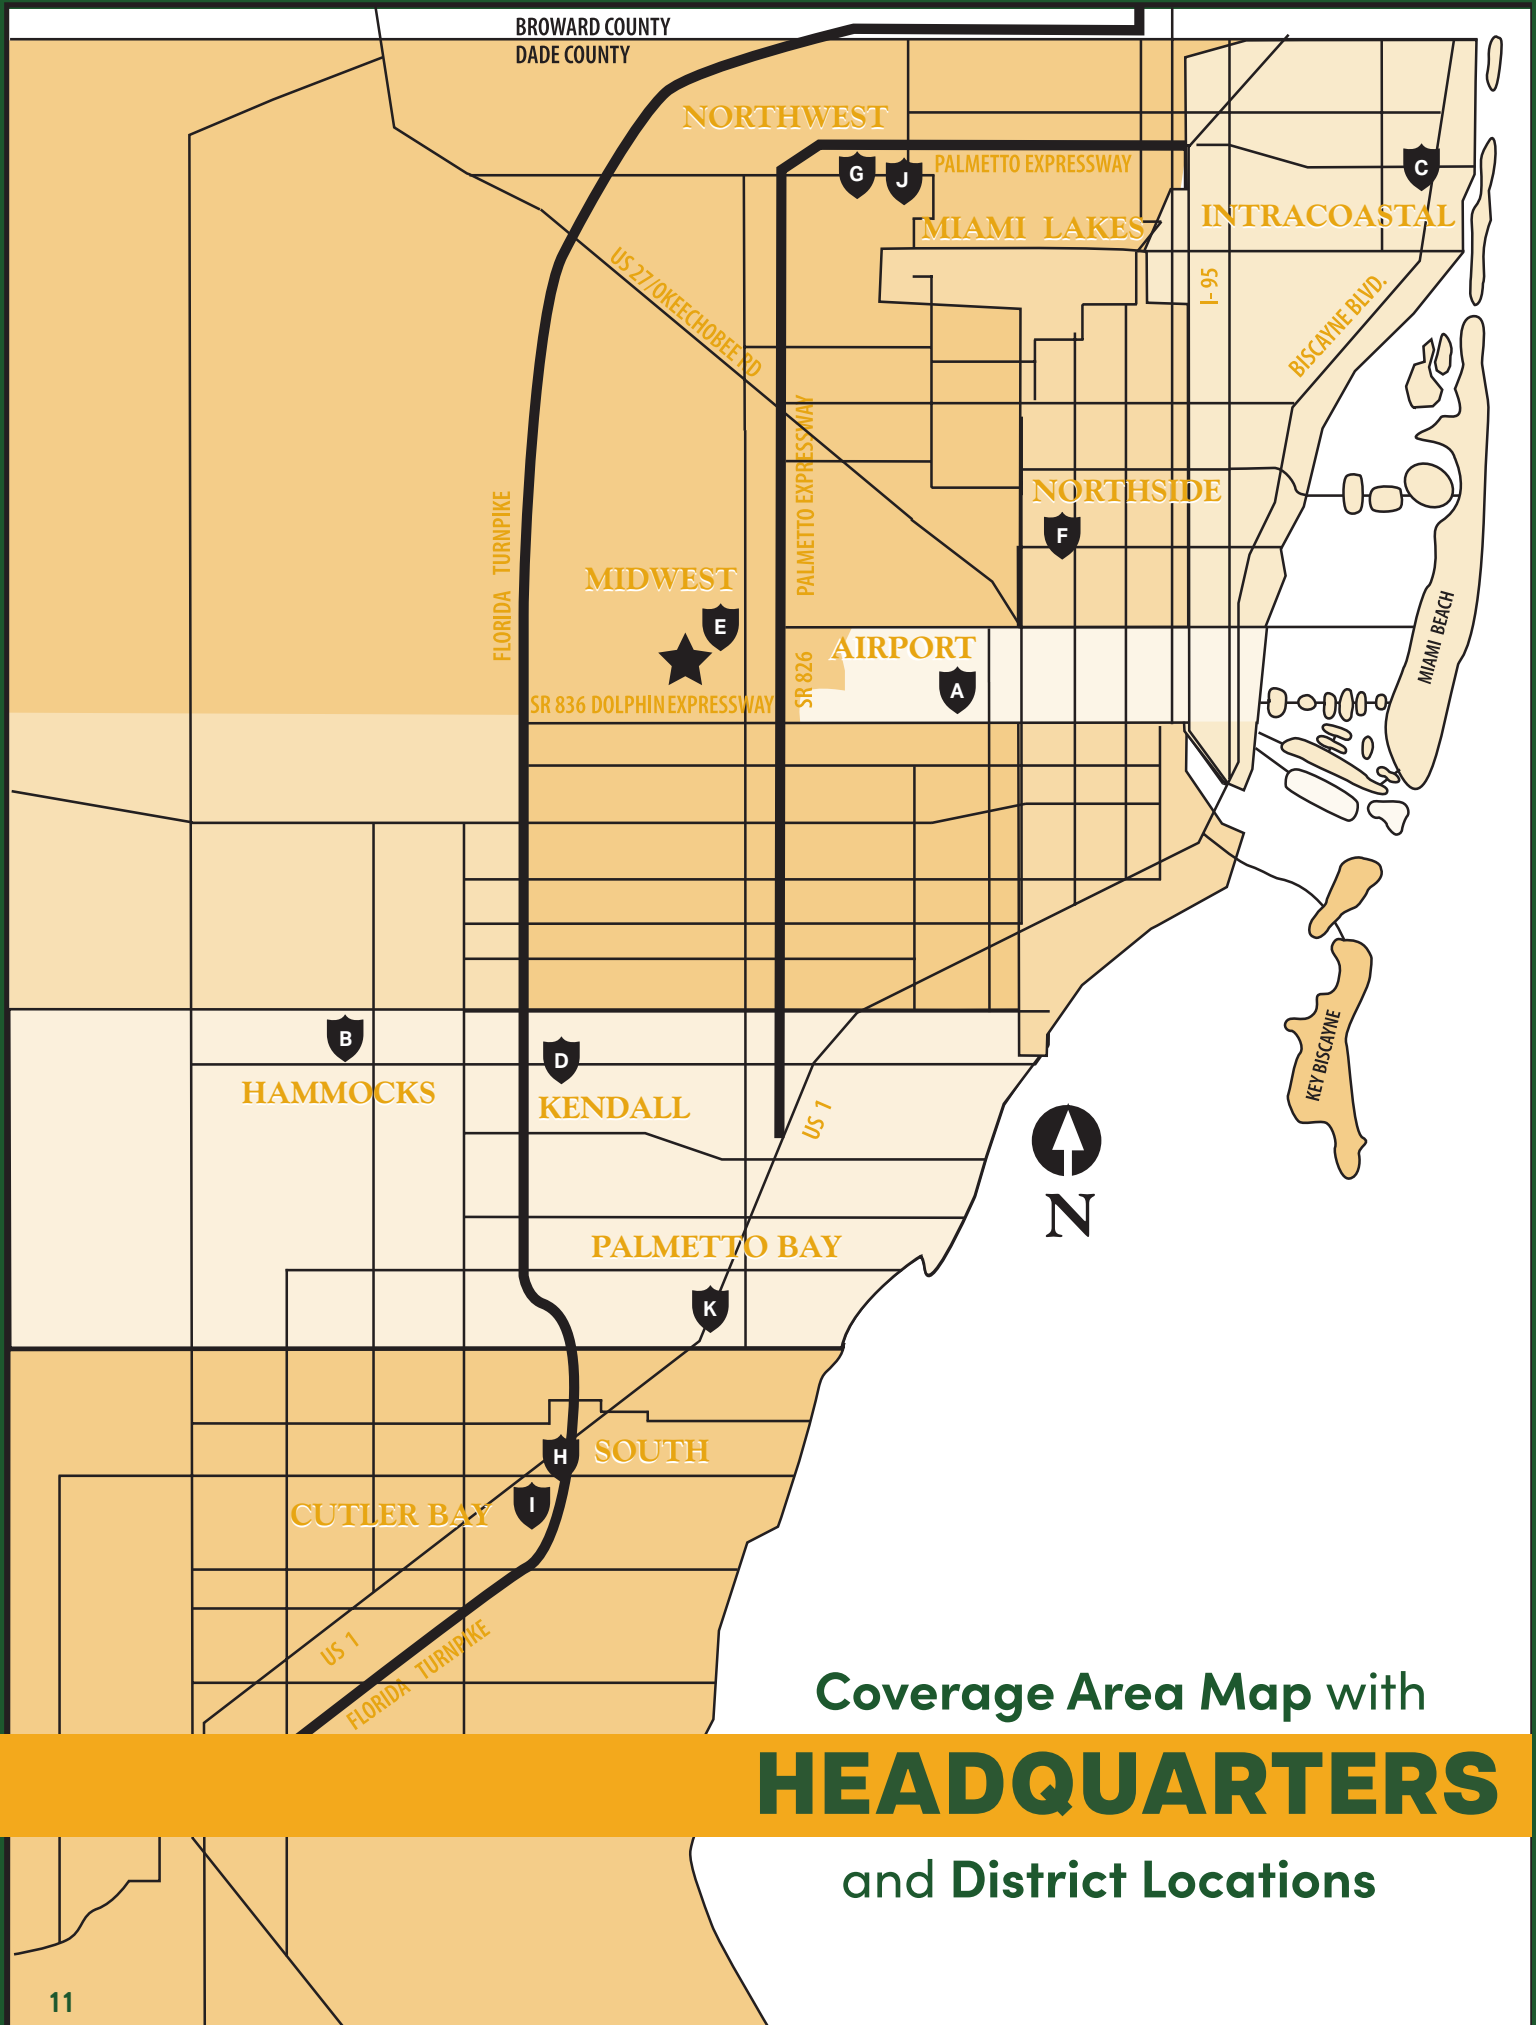 BROWARD COUNTY
DADE COUNTY
NORTHWEST
PALMETTO EXPRESSWAY
G
J
C
MIAMI LAKES
INTRACOASTAL
US 27/OKEECHOBEE RD
I- 95
BISCAYNE BLVD.
PALMETTO EXPRESSWAY
FLORIDA TURNPIKE
NORTHSIDE
F
MIDWEST
E
AIRPORT
A
SR 826
SR 836 DOLPHIN EXPRESSWAY
MIAMI BEACH
B
HAMMOCKS
D
KENDALL
US 1
KEY BISCAYNE
N
PALMETTO BAY
K
H
SOUTH
I
CUTLER BAY
US 1
FLORIDA TURNPIKE
Coverage Area Map with
HEADQUARTERS
and District Locations
11